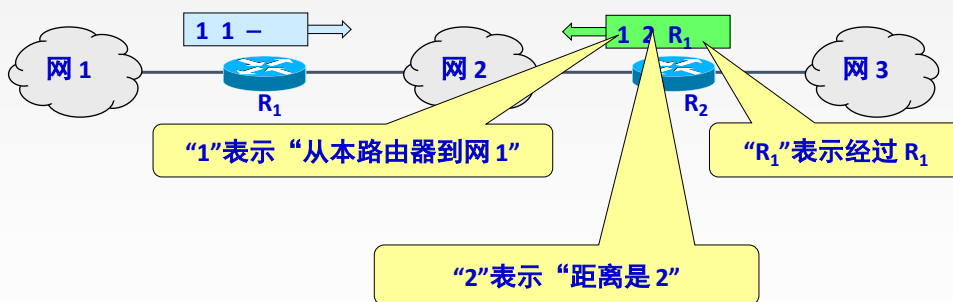 1 1 –
1 2 R₁
网 1
网 2
网 3
R₁
R₂
“1”表示“从本路由器到网 1”
“R₁”表示经过 R₁
“2”表示“距离是 2”